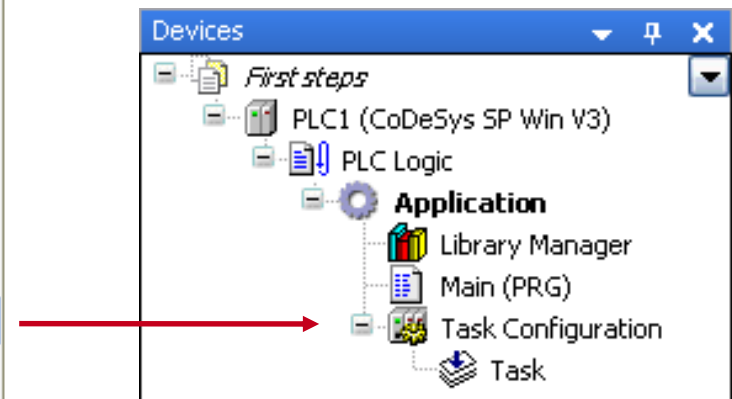 Devices
First steps
PLC1 (CoDeSys SP Win V3)
PLC Logic
Application
Library Manager
Main (PRG)
Task Configuration
Task